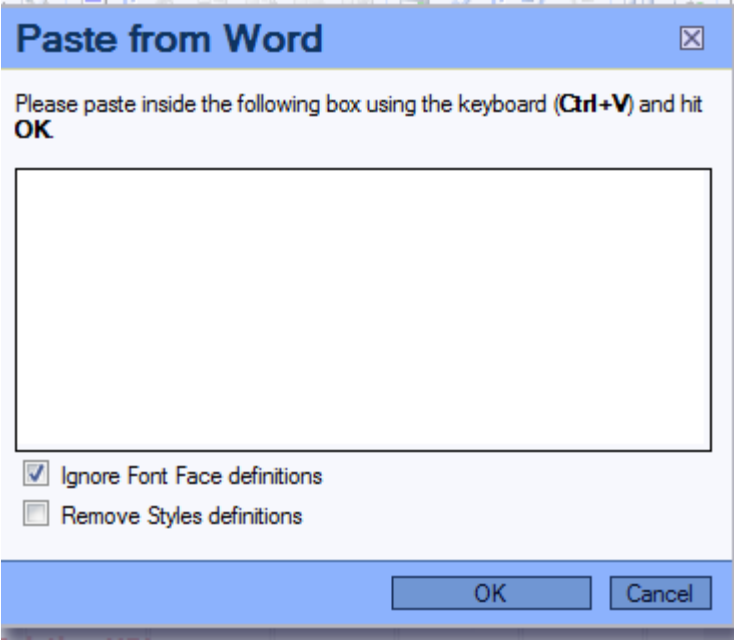 Paste from Word
Please paste inside the following box using the keyboard (Ctrl+V) and hit
OK.
Ignore Font Face definitions
Remove Styles definitions
OK
Cancel